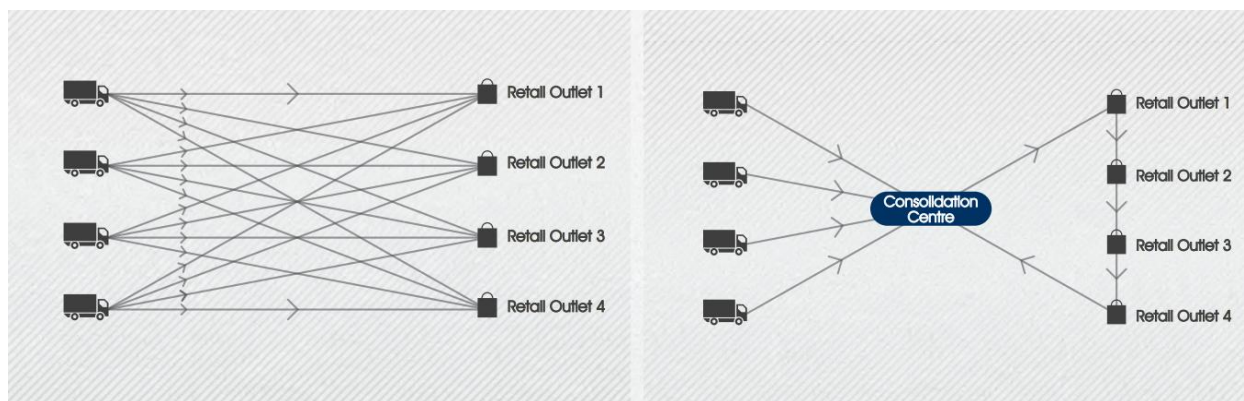 Retail Outlet 1
Retail Outlet 2
Retail Outlet 3
Retail Outlet 4
Consolidation
Centre
Retail Outlet 1
Retail Outlet 2
Retail Outlet 3
Retail Outlet 4